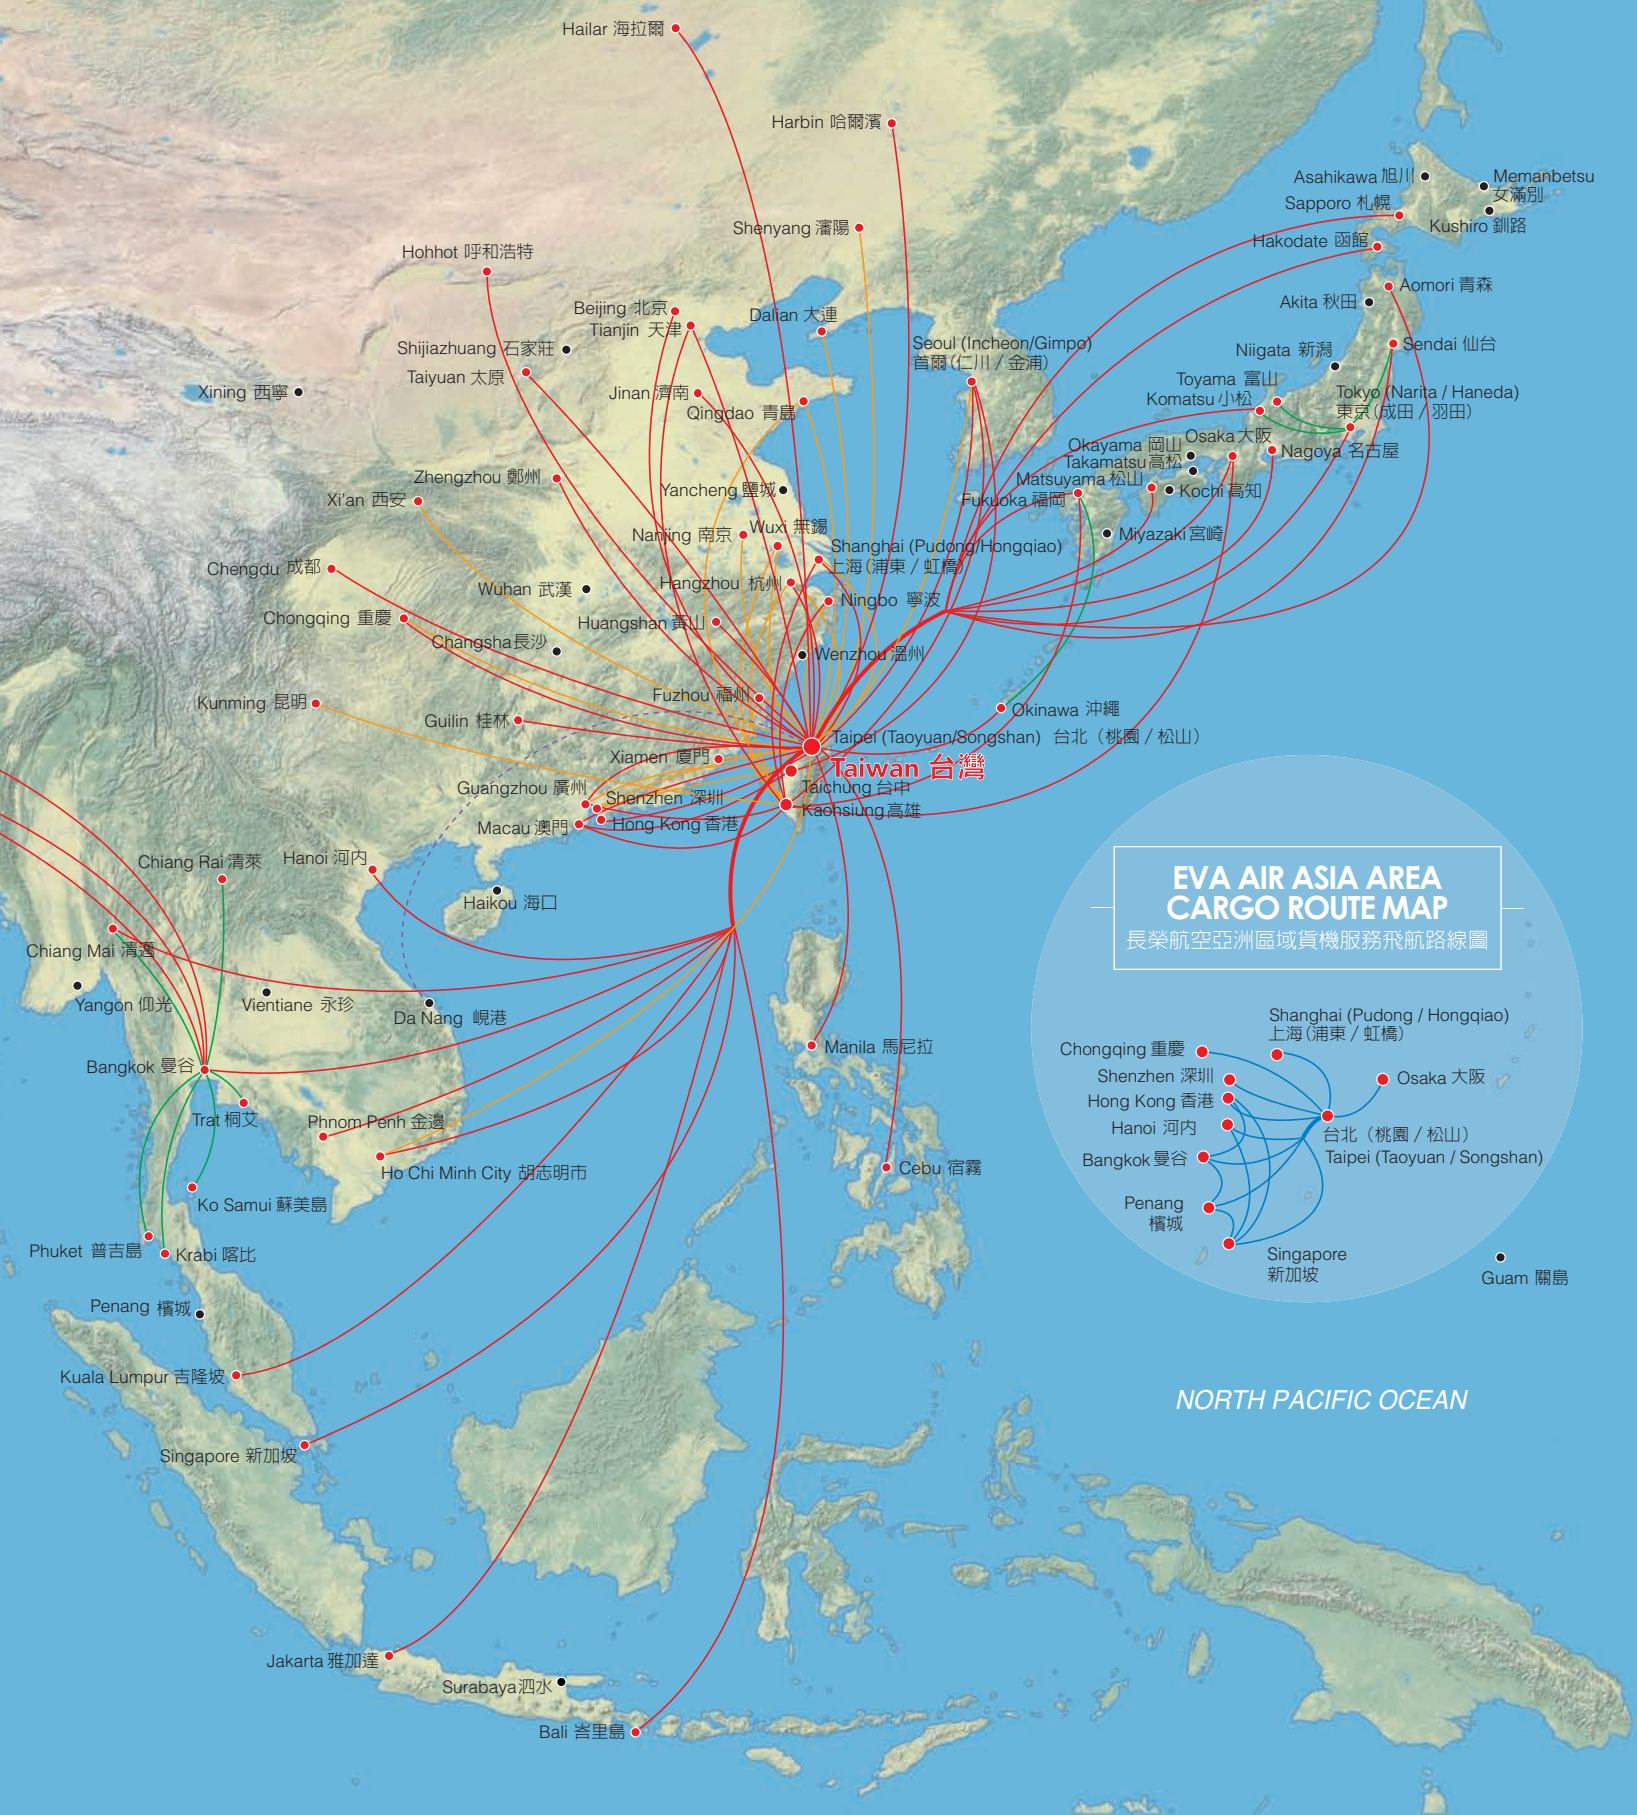 Hailar 海拉爾
Harbin 哈爾濱
Asahikawa 旭川
Memanbetsu
女滿別
Sapporo 札幌
Kushiro 釧路
Shenyang 瀋陽
Hakodate 函館
Hohhot 呼和浩特
Aomori 青森
Akita 秋田
Beijing 北京
Dalian 大連
Tianjin 天津
Seoul (Incheon/Gimpo)
首爾(仁川 / 金浦)
Sendai 仙台
Shijiazhuang 石家莊
Niigata 新潟
Taiyuan 太原
Toyama 富山
Xining 西寧
Jinan 濟南
Komatsu 小松
Tokyo (Narita / Haneda)
東京(成田 / 羽田)
Qingdao 青島
Okayama 岡山
Osaka 大阪
Nagoya 名古屋
Takamatsu 高松
Zhengzhou 鄭州
Matsuyama 松山
Yancheng 鹽城
Kochi 高知
Xi'an 西安
Fukuoka 福岡
Nanjing 南京
Wuxi 無錫
Miyazaki 宮崎
Shanghai (Pudong/Hongqiao)
上海(浦東 / 虹橋)
Chengdu 成都
Hangzhou 杭州
Wuhan 武漢
Ningbo 寧波
Chongqing 重慶
Huangshan 黃山
Changsha 長沙
Wenzhou 溫州
Fuzhou 福州
Kunming 昆明
Okinawa 沖繩
Guilin 桂林
Taipei (Taoyuan/Songshan) 台北（桃園 / 松山）
Xiamen 廈門
Taiwan 台灣
Guangzhou 廣州
Taichung 台中
Shenzhen 深圳
Kaohsiung 高雄
Macau 澳門
Hong Kong 香港
Chiang Rai 清萊
Hanoi 河內
EVA AIR ASIA AREA
CARGO ROUTE MAP
長榮航空亞洲區域貨機服務飛航路線圖
Haikou 海口
Chiang Mai 清邁
Yangon 仰光
Vientiane 永珍
Da Nang 峴港
Shanghai (Pudong / Hongqiao)
上海(浦東 / 虹橋)
Manila 馬尼拉
Chongqing 重慶
Bangkok 曼谷
Shenzhen 深圳
Osaka 大阪
Hong Kong 香港
Trat 桐艾
Phnom Penh 金邊
Hanoi 河內
台北（桃園 / 松山）
Taipei (Taoyuan / Songshan)
Bangkok 曼谷
Cebu 宿霧
Ho Chi Minh City 胡志明市
Ko Samui 蘇美島
Penang
檳城
Phuket 普吉島
Krabi 喀比
Singapore
新加坡
Guam 關島
Penang 檳城
Kuala Lumpur 吉隆坡
NORTH PACIFIC OCEAN
Singapore 新加坡
Jakarta 雅加達
Surabaya 泗水
Bali 峇里島